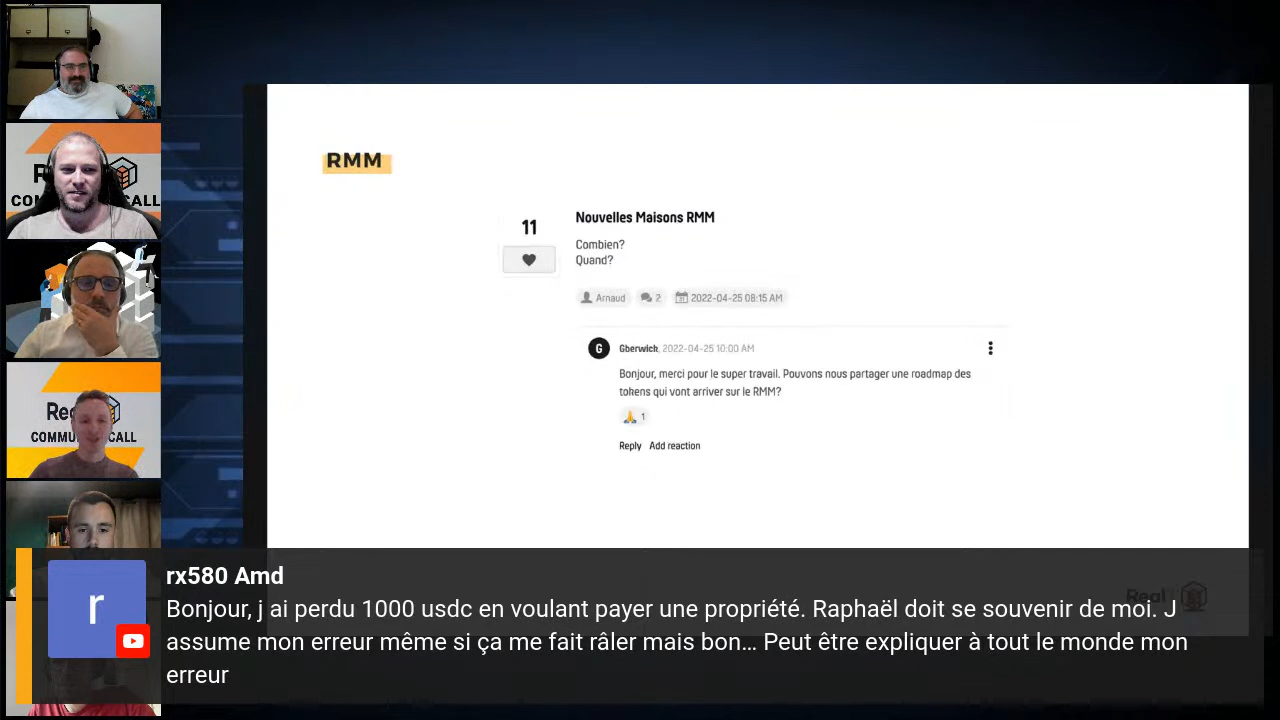 RMM
11
Nouvelles Maisons RMM
Combien?
Quand?
Arnaud 2 2022-04-25 08:15 AM
G Gberwick, 2022-04-25 10:00 AM
Bonjour, merci pour le super travail. Pouvons nous partager une roadmap des
tokens qui vont arriver sur le RMM?
🙏 1
Reply Add reaction
Real
rx580 Amd
r
Bonjour, j ai perdu 1000 usdc en voulant payer une propriété. Raphaël doit se souvenir de moi. J
assume mon erreur même si ça me fait râler mais bon... Peut être expliquer à tout le monde mon
erreur